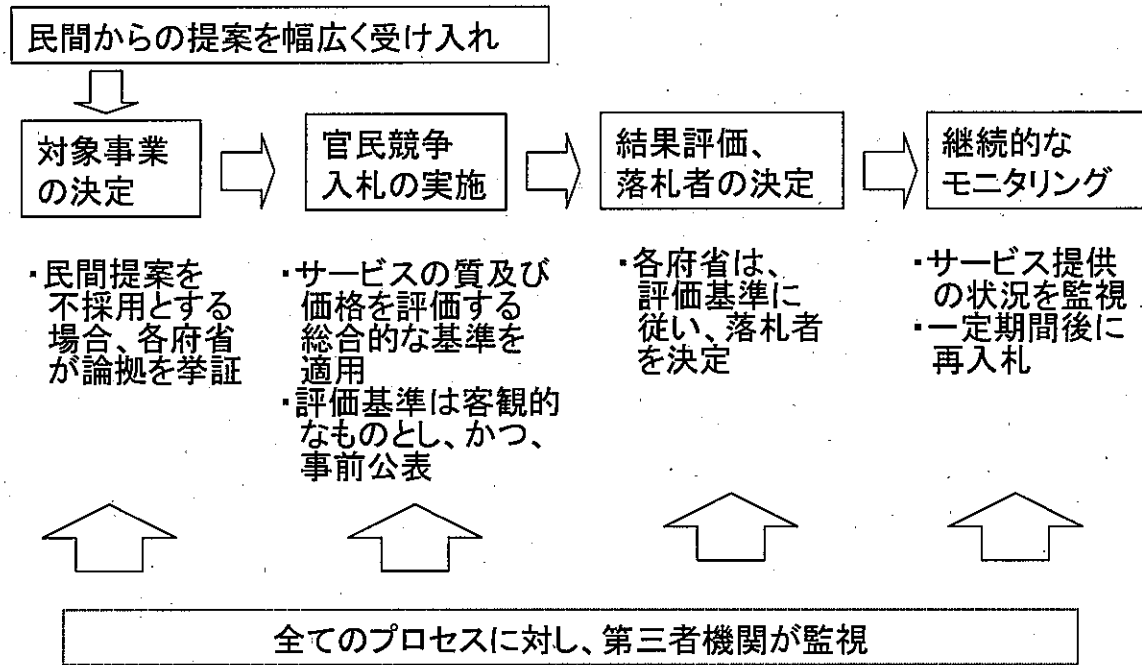 民間からの提案を幅広く受け入れ
対象事業
の決定
官民競争
入札の実施
結果評価、
落札者の決定
継続的な
モニタリング
・民間提案を
不採用とする
場合、各府省
が論拠を挙証
・サービスの質及び
価格を評価する
総合的な基準を
適用
・評価基準は客観的
なものとし、かつ、
事前公表
・各府省は、
評価基準に
従い、落札者
を決定
・サービス提供
の状況を監視
・一定期間後に
再入札
全てのプロセスに対し、第三者機関が監視